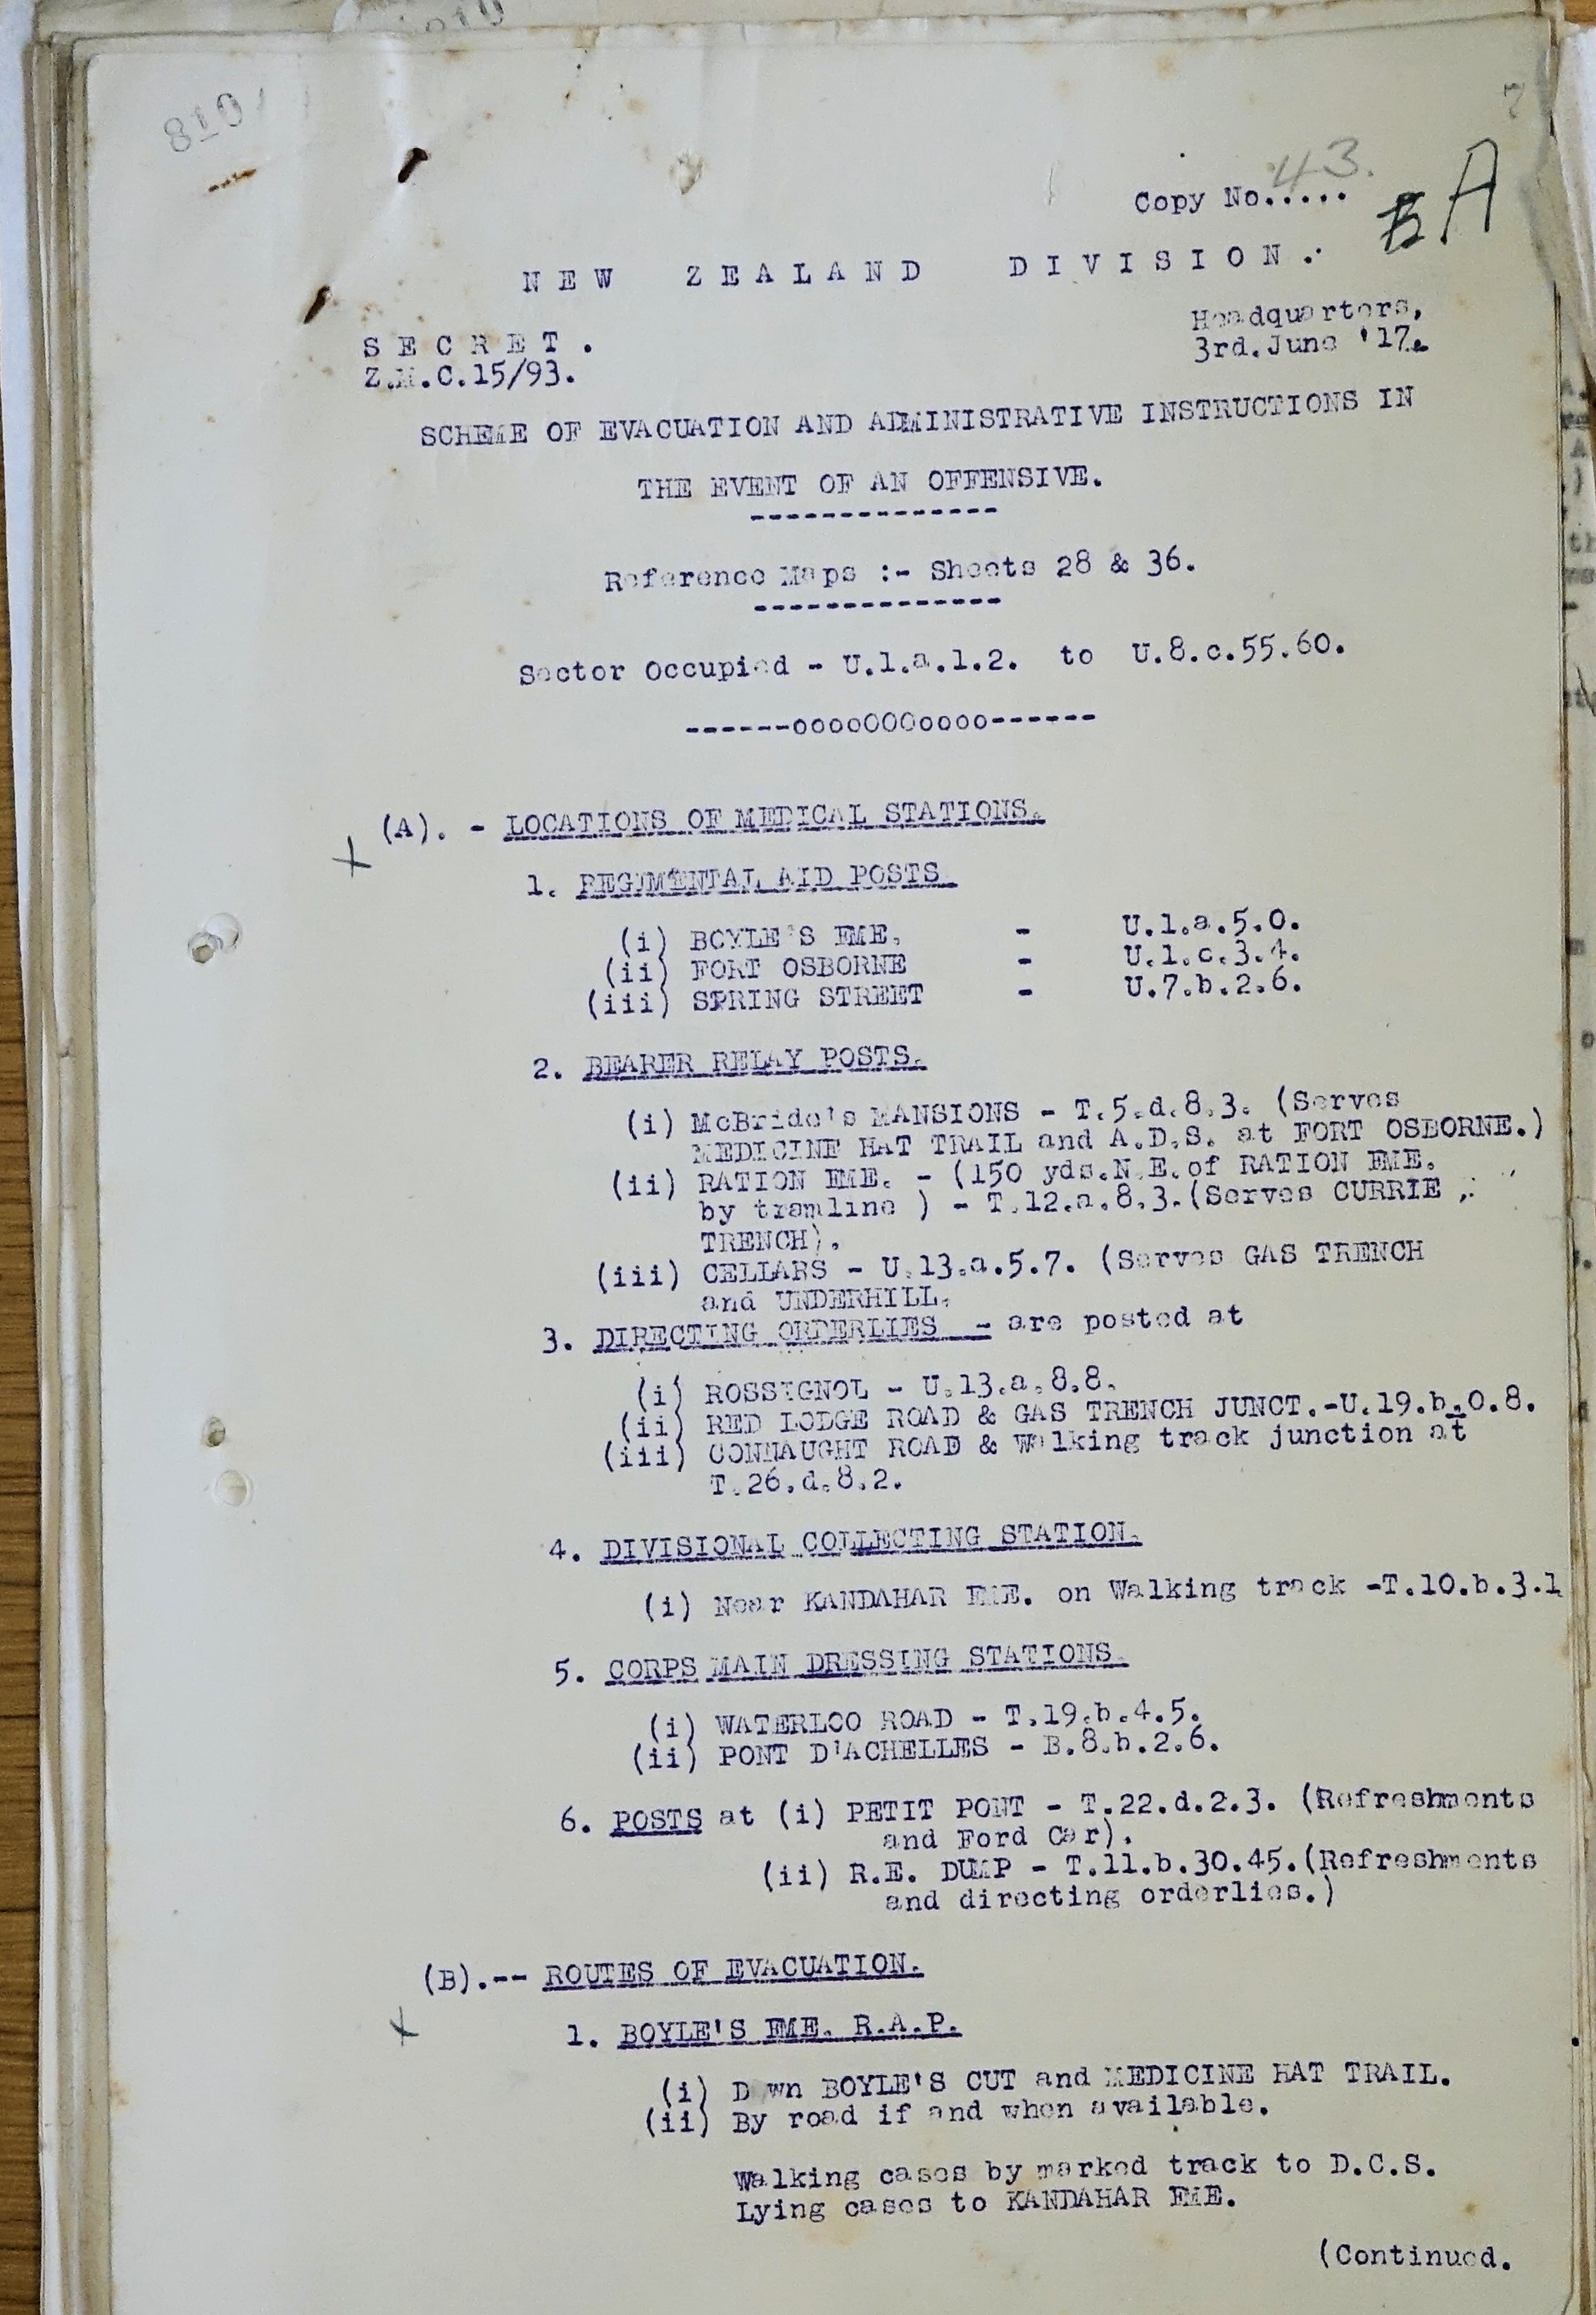 810
7
Copy No.....43.
A
NEW ZEALAND DIVISION.
Headquarters,
SECRET.
3rd.June '17.
Z.M.C.15/93.
SCHEME OF EVACUATION AND ADMINISTRATIVE INSTRUCTIONS IN
THE EVENT OF AN OFFENSIVE.
--------------
Reference Maps :- Sheets 28 & 36.
--------------
Sector Occupied - U.1.a.1.2. to U.8.c.55.60.
------oooo000oooo------
(A). - LOCATIONS OF MEDICAL STATIONS.
X
1. REGIMENTAL AID POSTS.
(i) BOYLE'S FME. - U.1.a.5.0.
(ii) FORT OSBORNE - U.1.c.3.4.
(iii) SPRING STREET - U.7.b.2.6.
2. BEARER RELAY POSTS.
(i) McBride's MANSIONS - T.5.d.8.3. (Serves
MEDICINE HAT TRAIL and A.D.S. at FORT OSBORNE.)
(ii) RATION FME. - (150 yds.N.E.of RATION FME.
by tramline ) - T.12.a.8.3.(Serves CURRIE
TRENCH).
(iii) CELLARS - U.13.a.5.7. (Serves GAS TRENCH
and UNDERHILL.
3. DIRECTING ORDERLIES - are posted at
(i) ROSSIGNOL - U.13.a.8.8.
(ii) RED LODGE ROAD & GAS TRENCH JUNCT.-U.19.b.0.8.
(iii) CONNAUGHT ROAD & Walking track junction at
T.26.d.8.2.
4. DIVISIONAL COLLECTING STATION.
(i) Near KANDAHAR FME. on Walking track -T.10.b.3.1
5. CORPS MAIN DRESSING STATIONS.
(i) WATERLOO ROAD - T.19.b.4.5.
(ii) PONT D'ACHELLES - B.8.b.2.6.
6. POSTS at (i) PETIT PONT - T.22.d.2.3. (Refreshments
and Ford Car).
(ii) R.E. DUMP - T.11.b.30.45.(Refreshments
and directing orderlies.)
(B).-- ROUTES OF EVACUATION.
X
1. BOYLE'S FME. R.A.P.
(i) Down BOYLE'S CUT and MEDICINE HAT TRAIL.
(ii) By road if and when available.
Walking cases by marked track to D.C.S.
Lying cases to KANDAHAR FME.
(Continued.